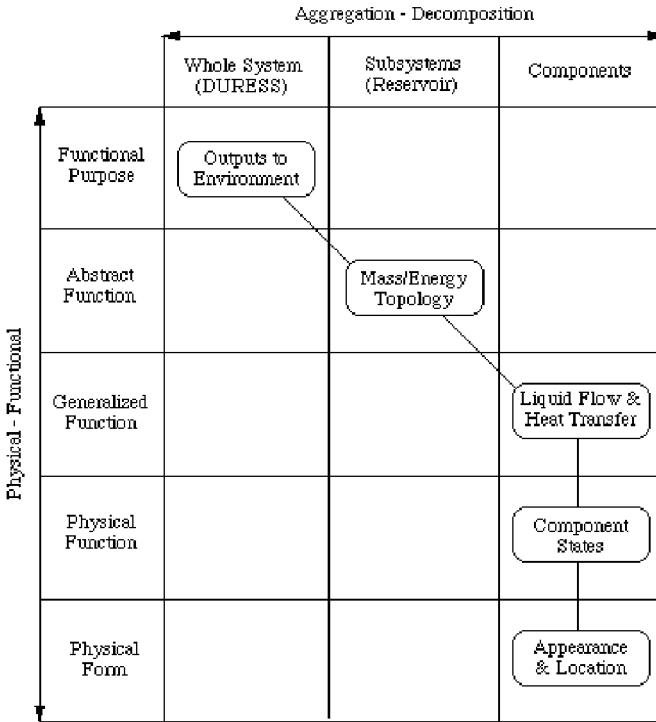 Aggregation - Decomposition
Whole System
(DURESS)
Subsystems
(Reservoir)
Components
Physical - Functional
Functional
Purpose
Outputs to
Environment
Abstract
Function
Mass/Energy
Topology
Generalized
Function
Liquid Flow &
Heat Transfer
Physical
Function
Component
States
Physical
Form
Appearance
& Location